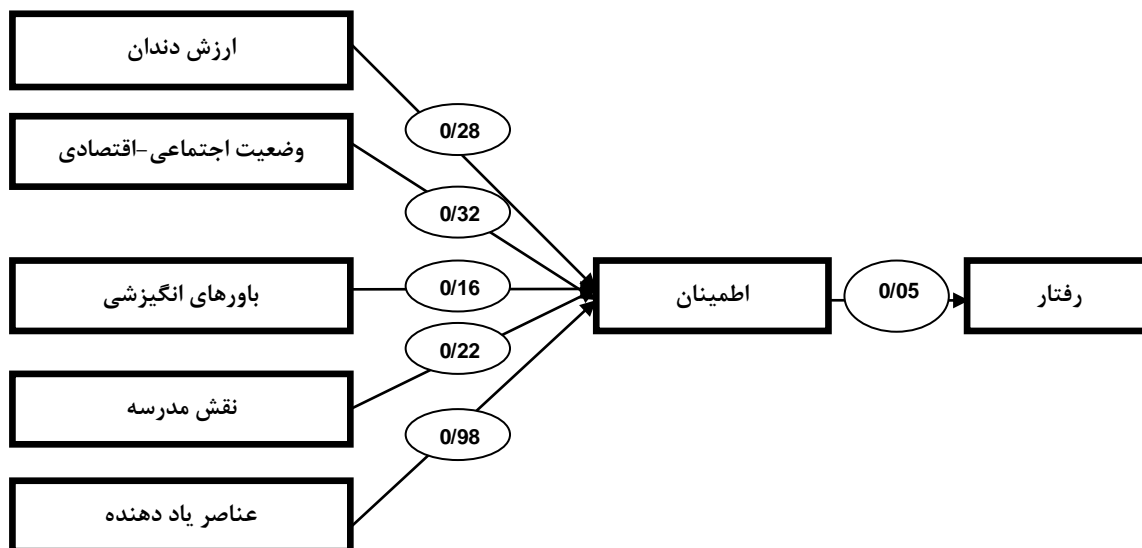 ارزش دندان
0/28
وضعیت اجتماعی-اقتصادی
0/32
باورهای انگیزشی
0/16
اطمینان
0/05
رفتار
0/22
نقش مدرسه
0/98
عناصر یاد دهنده